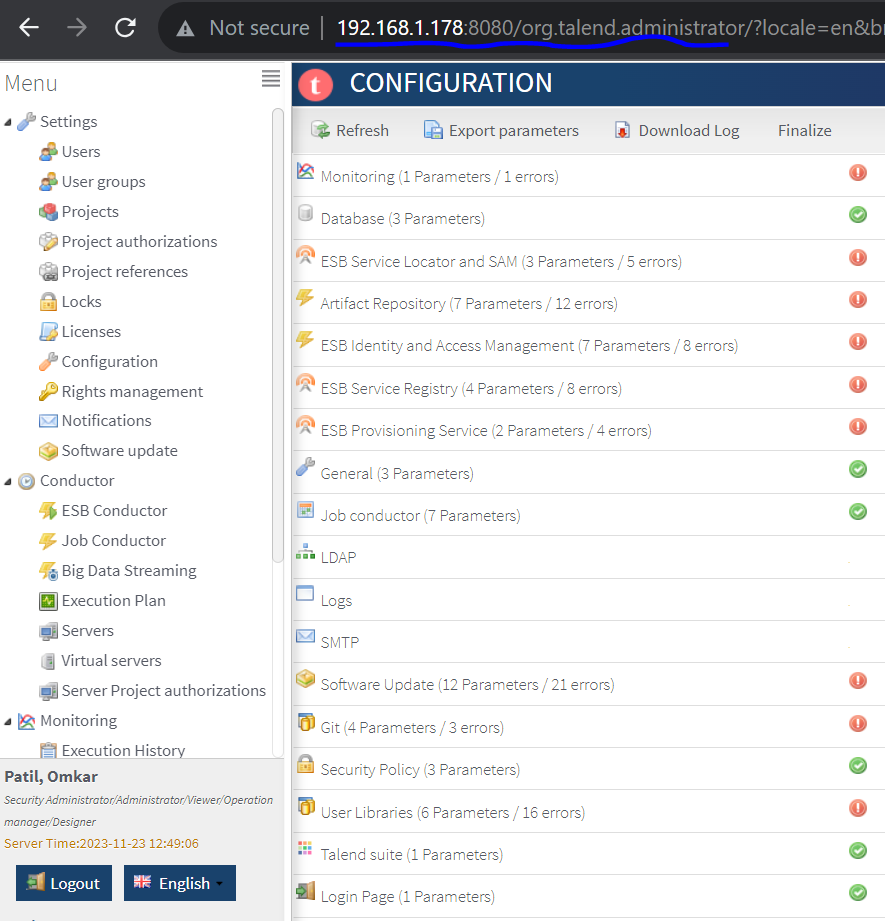 Not secure | 192.168.1.178:8080/org.talend.administrator/?locale=en&b
Menu
Settings
Users
User groups
Projects
Project authorizations
Project references
Locks
Licenses
Configuration
Rights management
Notifications
Software update
Conductor
ESB Conductor
Job Conductor
Big Data Streaming
Execution Plan
Servers
Virtual servers
Server Project authorizations
Monitoring
Execution History
Patil, Omkar
Security Administrator/Administrator/Viewer/Operation
manager/Designer
Server Time:2023-11-23 12:49:06
Logout English
t CONFIGURATION
Refresh Export parameters Download Log Finalize
Monitoring (1 Parameters / 1 errors)
Database (3 Parameters)
ESB Service Locator and SAM (3 Parameters / 5 errors)
Artifact Repository (7 Parameters / 12 errors)
ESB Identity and Access Management (7 Parameters / 8 errors)
ESB Service Registry (4 Parameters / 8 errors)
ESB Provisioning Service (2 Parameters / 4 errors)
General (3 Parameters)
Job conductor (7 Parameters)
LDAP
Logs
SMTP
Software Update (12 Parameters / 21 errors)
Git (4 Parameters / 3 errors)
Security Policy (3 Parameters)
User Libraries (6 Parameters / 16 errors)
Talend suite (1 Parameters)
Login Page (1 Parameters)